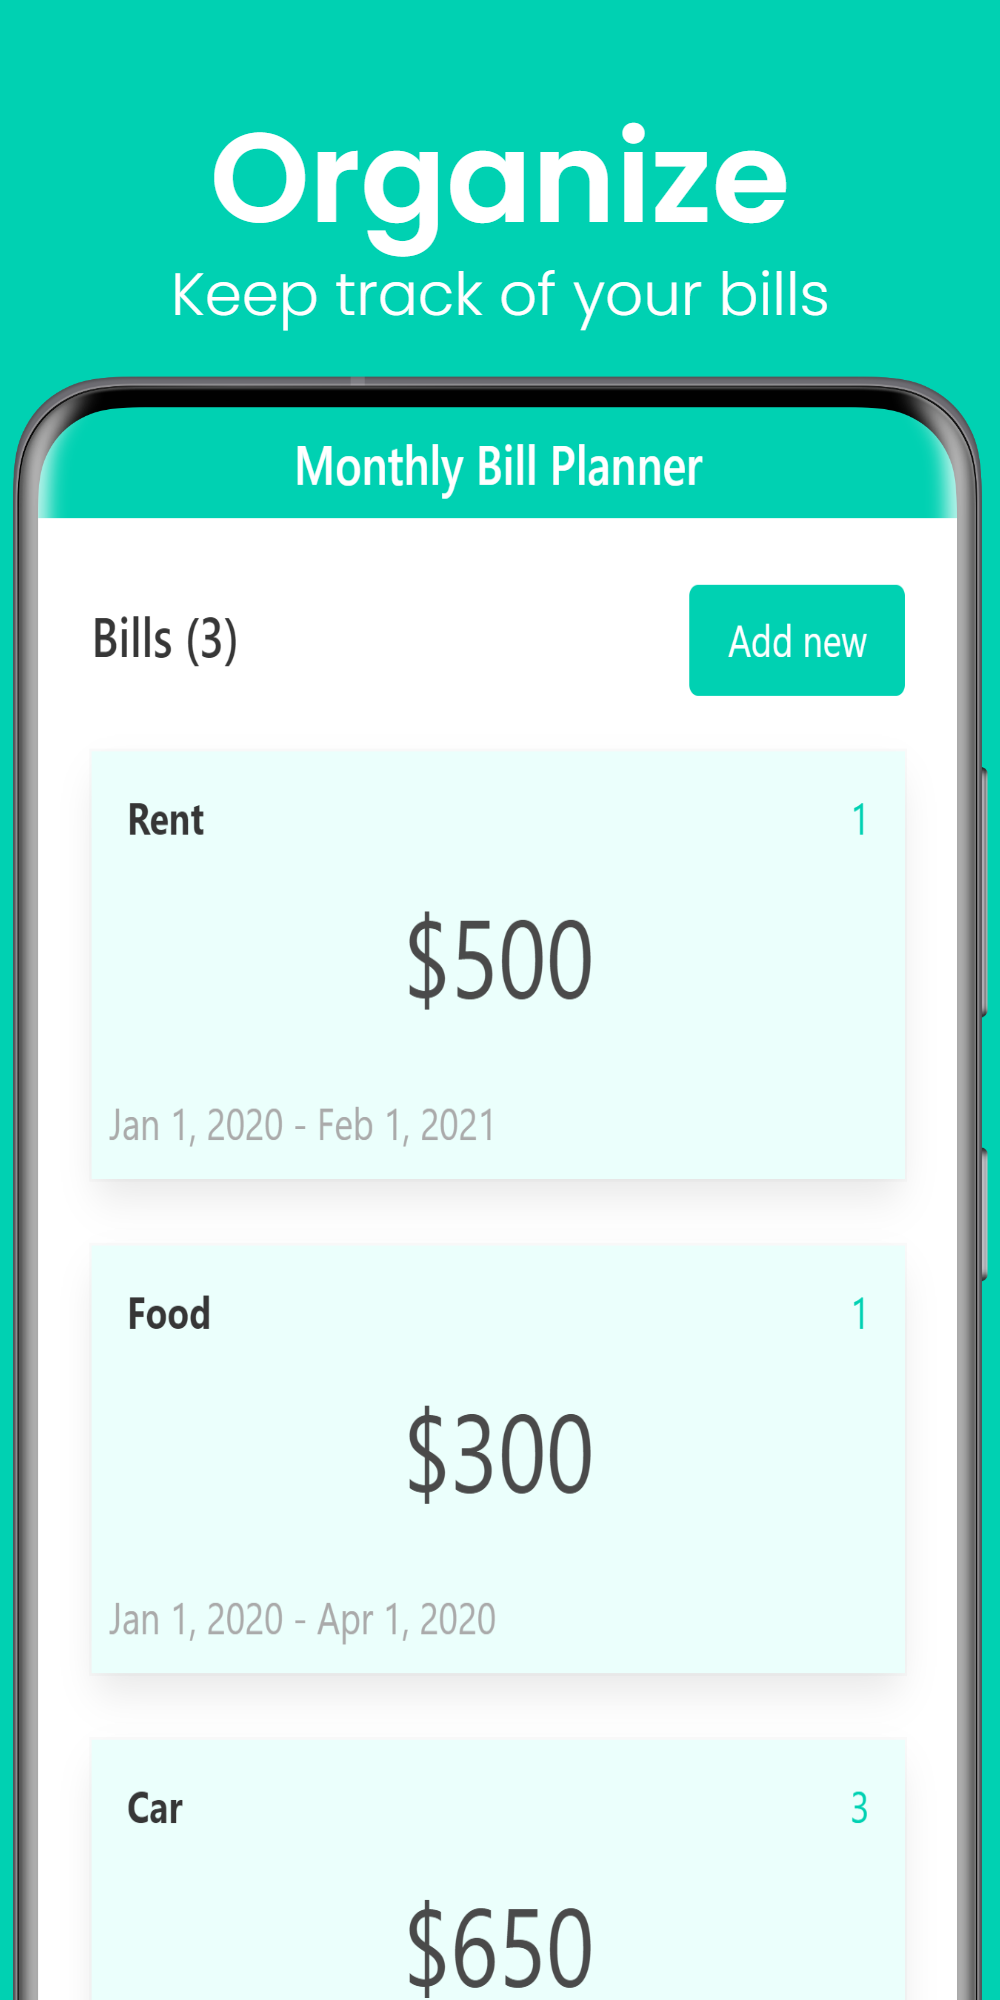 Organize
Keep track of your bills
Monthly Bill Planner
Bills (3)
Add new
Rent
1
$500
Jan 1, 2020 - Feb 1, 2021
Food
1
$300
Jan 1, 2020 - Apr 1, 2020
Car
3
$650